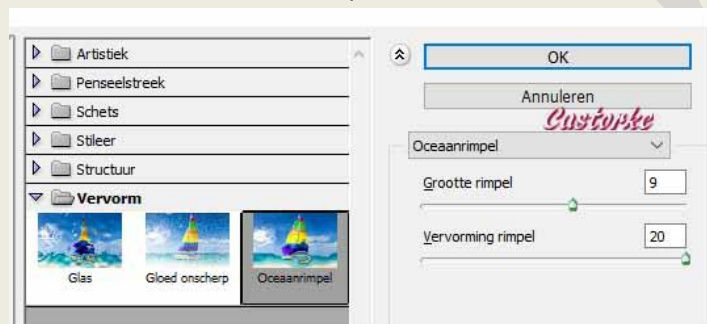 Artistiek
Penseelstreek
Schets
Stileer
Structuur
Vervorm
Glas
Gloed onscherp
Oceaanrimpel
OK
Annuleren
Custorke
Oceaanrimpel
Grootte rimpel 9
Vervorming rimpel 20